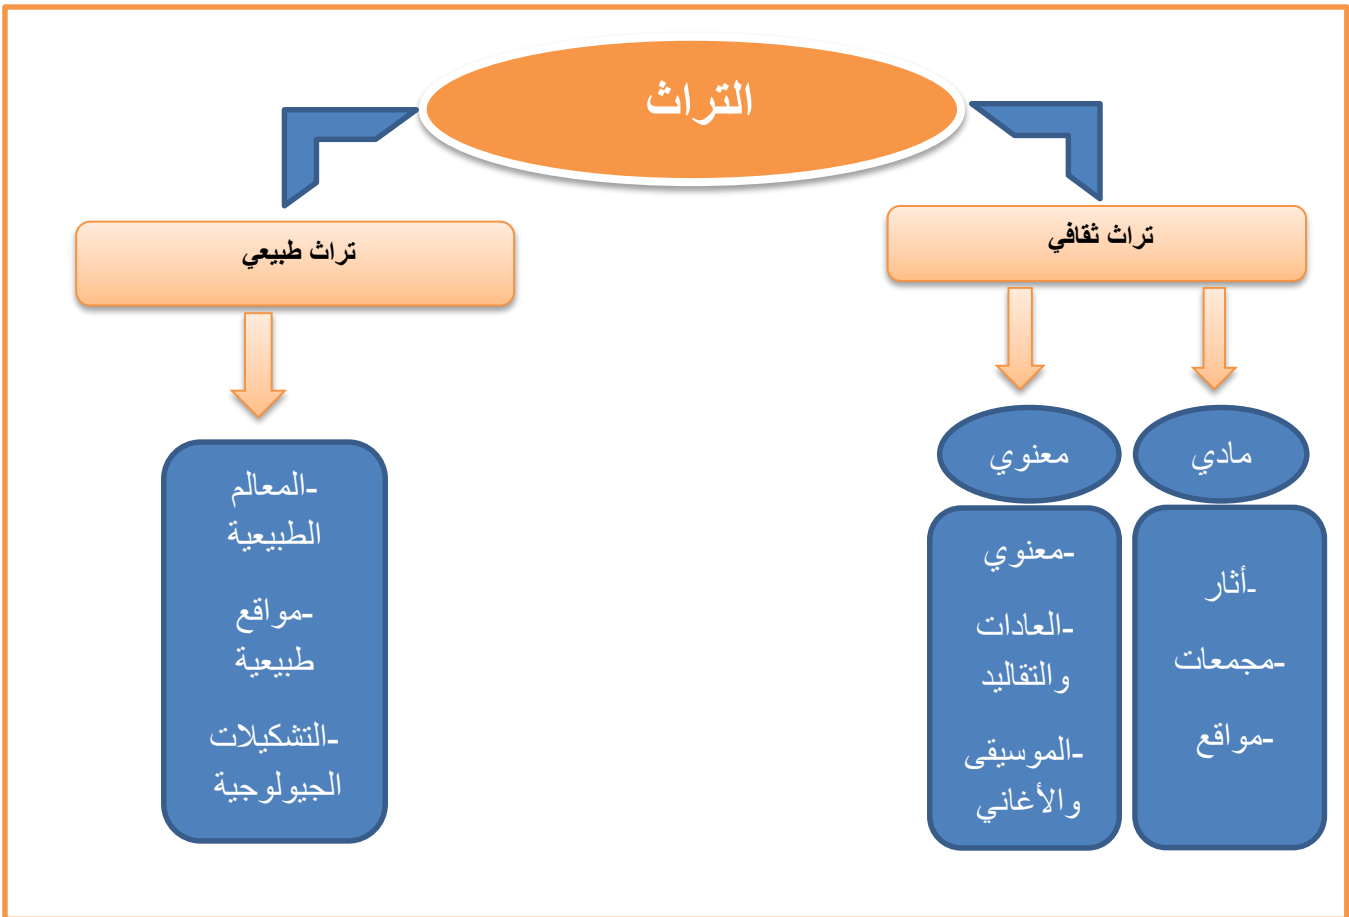 التراث
تراث ثقافي
تراث طبيعي
مادي
معنوي
-أثار
-مجمعات
-مواقع
-معنوي
-العادات
والتقاليد
-الموسيقى
والأغاني
-المعالم
الطبيعية
-مواقع
طبيعية
-التشكيلات
الجيولوجية